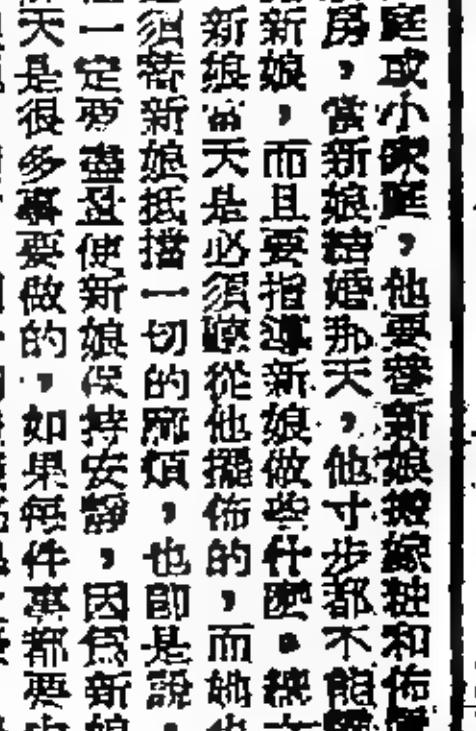 庭或小家庭，他要替新娘搬嫁粧和佈
房，當新娘結婚那天，他寸步都不能
新娘，而且要指導新娘做些什麽。
新娘當天是必須聽從他擺佈的，而她也
須替新娘抵擋一切的麻煩，也即是說，
一定要盡量使新娘保持安靜，因爲新娘
天是很多事要做的，如果每件事都要